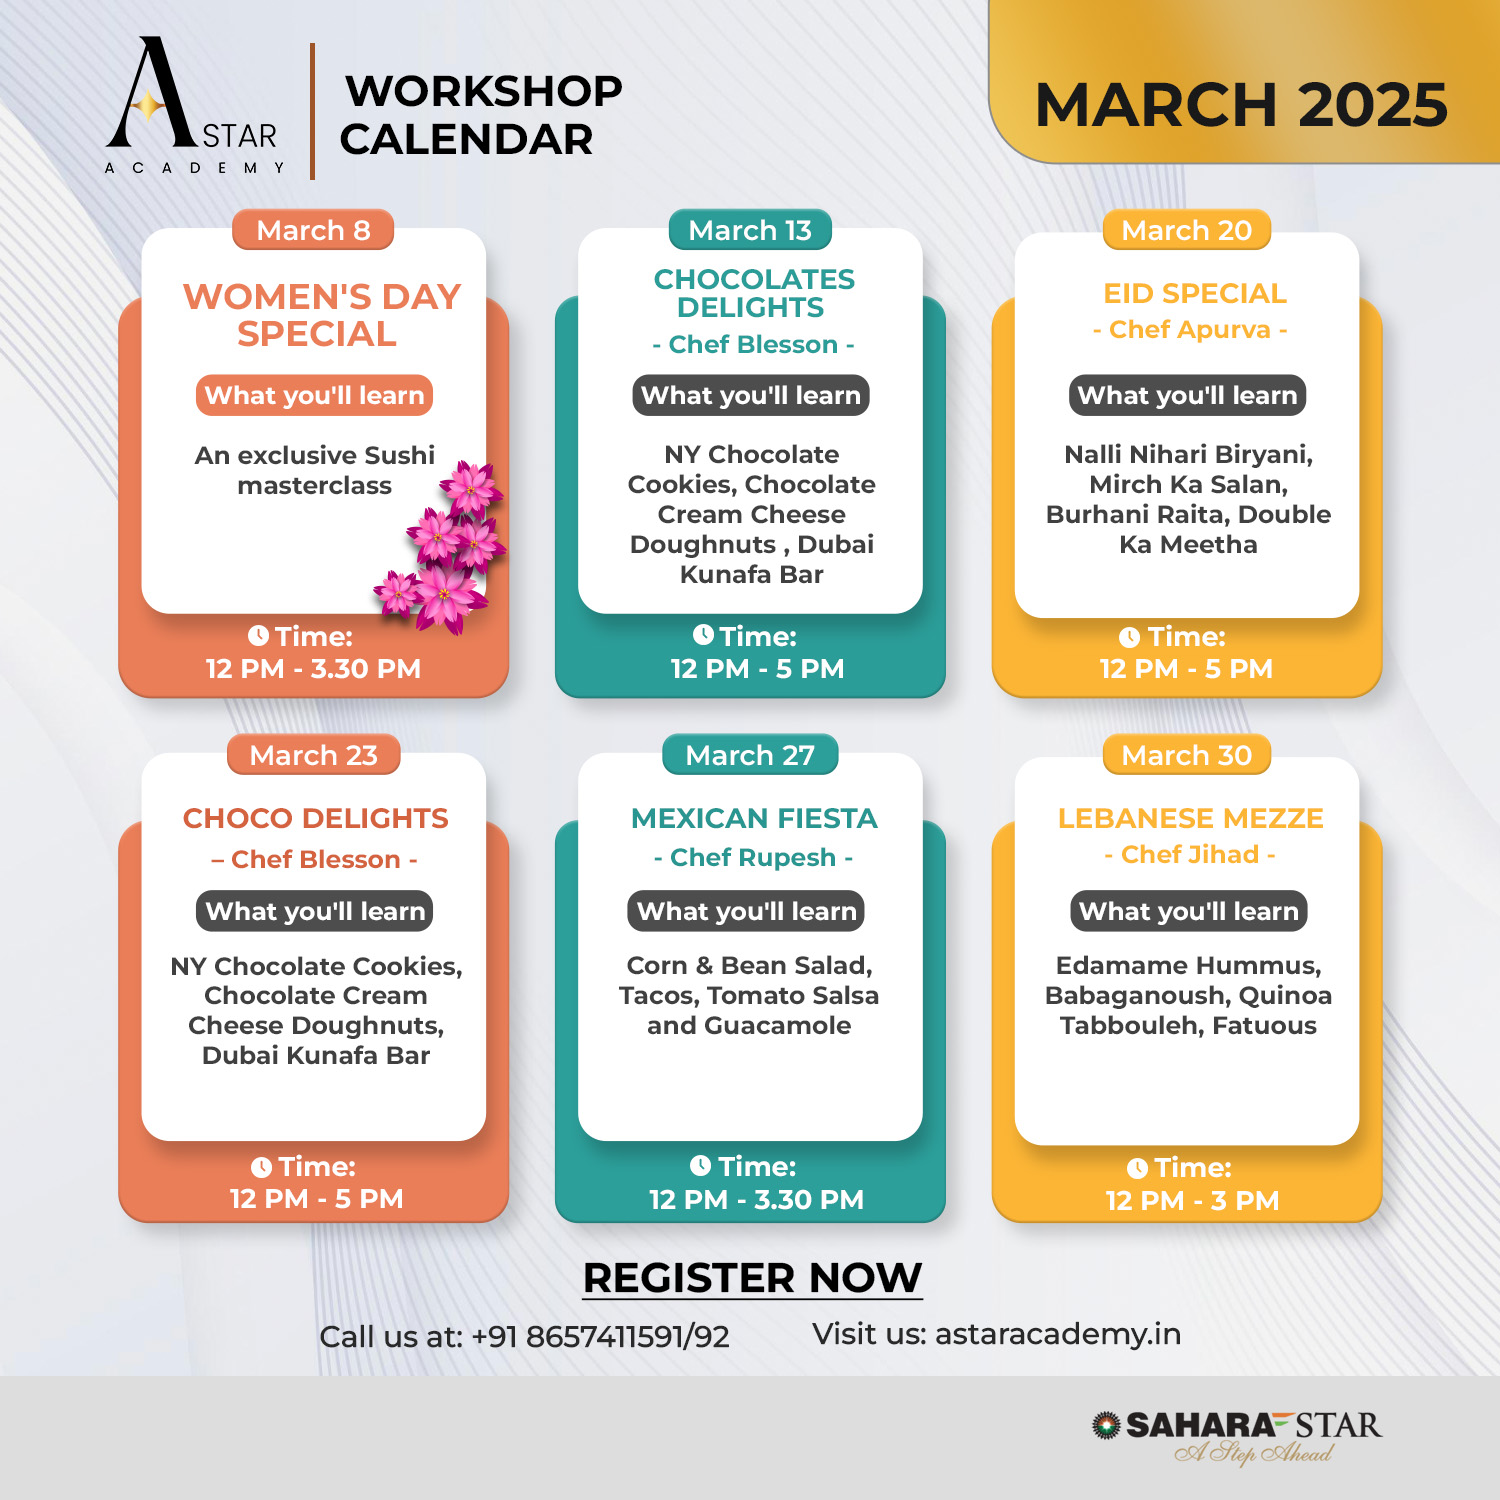 A STAR
ACADEMY
WORKSHOP
CALENDAR
MARCH 2025
March 8
WOMEN'S DAY
SPECIAL
What you'll learn
An exclusive Sushi
masterclass
Time:
12 PM - 3.30 PM
March 13
CHOCOLATES
DELIGHTS
- Chef Blesson -
What you'll learn
NY Chocolate
Cookies, Chocolate
Cream Cheese
Doughnuts , Dubai
Kunafa Bar
Time:
12 PM - 5 PM
March 20
EID SPECIAL
- Chef Apurva -
What you'll learn
Nalli Nihari Biryani,
Mirch Ka Salan,
Burhani Raita, Double
Ka Meetha
Time:
12 PM - 5 PM
March 23
CHOCO DELIGHTS
– Chef Blesson -
What you'll learn
NY Chocolate Cookies,
Chocolate Cream
Cheese Doughnuts,
Dubai Kunafa Bar
Time:
12 PM - 5 PM
March 27
MEXICAN FIESTA
- Chef Rupesh -
What you'll learn
Corn & Bean Salad,
Tacos, Tomato Salsa
and Guacamole
Time:
12 PM - 3.30 PM
March 30
LEBANESE MEZZE
- Chef Jihad -
What you'll learn
Edamame Hummus,
Babaganoush, Quinoa
Tabbouleh, Fatuous
Time:
12 PM - 3 PM
REGISTER NOW
Call us at: +91 8657411591/92
Visit us: astaracademy.in
SAHARA STAR
A Step Ahead